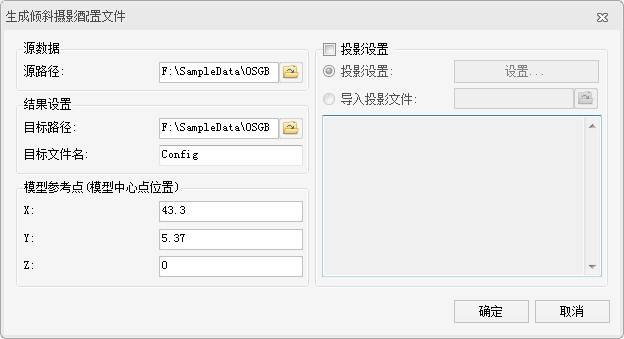 生成倾斜摄影配置文件
源数据
源路径: F:\SampleData\OSGB
结果设置
目标路径: F:\SampleData\OSGB
目标文件名: Config
模型参考点(模型中心点位置)
X: 43.3
Y: 5.37
Z: 0
投影设置
投影设置: 设置...
导入投影文件:
确定 取消